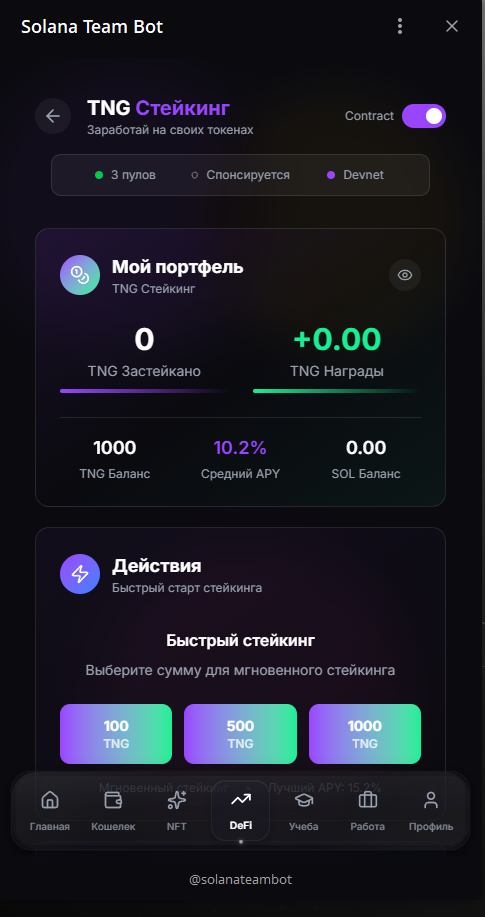 Solana Team Bot
TNG Стейкинг
Заработай на своих токенах
Contract
3 пулов
Спонсируется
Devnet
Мой портфель
TNG Стейкинг
0
TNG Застейкано
+0.00
TNG Награды
1000
TNG Баланс
10.2%
Средний APY
0.00
SOL Баланс
Действия
Быстрый старт стейкинга
Быстрый стейкинг
Выберите сумму для мгновенного стейкинга
100
TNG
500
TNG
1000
TNG
Мгновенный стейкинг • Лучший APY: 15.2%
Главная
Кошелек
NFT
DeFi
Учеба
Работа
Профиль
@solanateambot